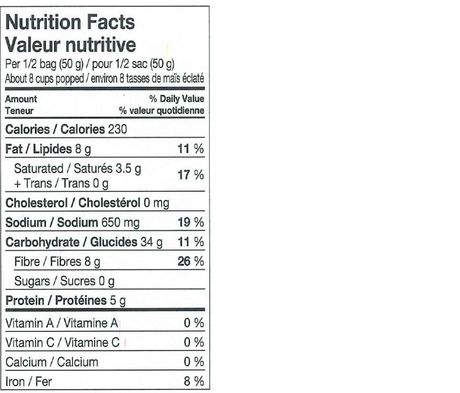 Nutrition Facts
Valeur nutritive
Per 1/2 bag (50 g) / pour 1/2 sac (50 g)
About 8 cups popped / environ 8 tasses de maïs éclaté
Amount % Daily Value
Teneur % valeur quotidienne
Calories / Calories 230
Fat / Lipides 8 g 11 %
Saturated / Saturés 3.5 g
+ Trans / Trans 0 g 17 %
Cholesterol / Cholestérol 0 mg
Sodium / Sodium 650 mg 19 %
Carbohydrate / Glucides 34 g 11 %
Fibre / Fibres 8 g 26 %
Sugars / Sucres 0 g
Protein / Protéines 5 g
Vitamin A / Vitamine A 0 %
Vitamin C / Vitamine C 0 %
Calcium / Calcium 0 %
Iron / Fer 8 %